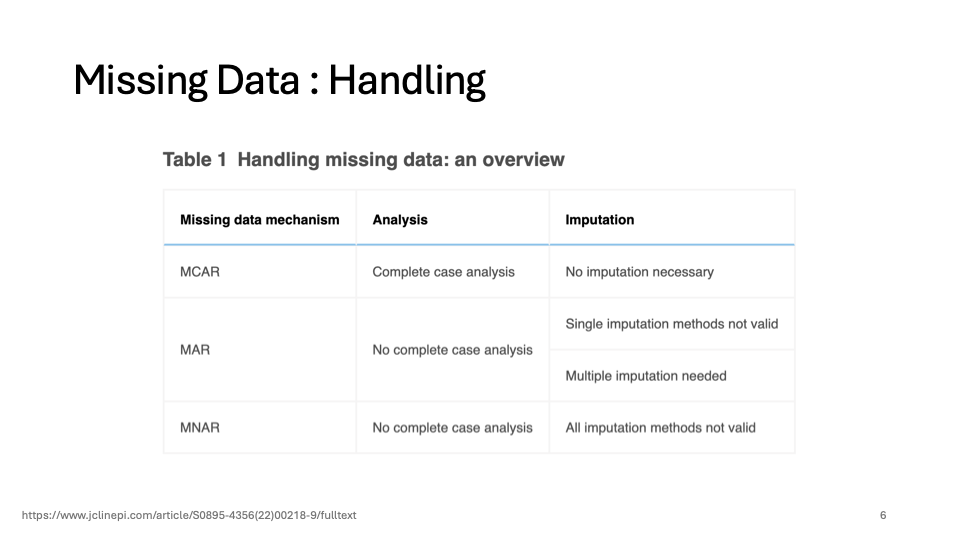 Missing Data : Handling
Table 1 Handling missing data: an overview
Missing data mechanism
Analysis
Imputation
MCAR
Complete case analysis
No imputation necessary
MAR
No complete case analysis
Single imputation methods not valid
Multiple imputation needed
MNAR
No complete case analysis
All imputation methods not valid
https://www.jclinepi.com/article/S0895-4356(22)00218-9/fulltext
6